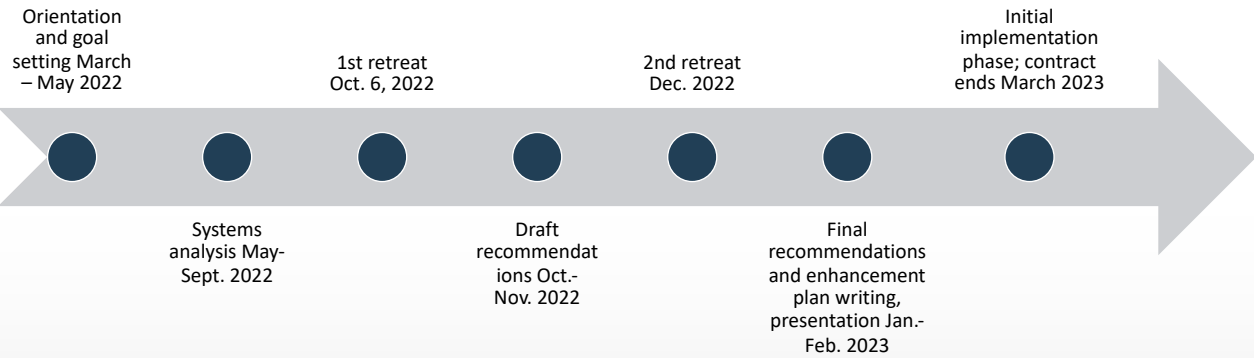 Orientation
and goal
setting March
– May 2022
Systems
analysis May-
Sept. 2022
1st retreat
Oct. 6, 2022
Draft
recommendat
ions Oct.-
Nov. 2022
2nd retreat
Dec. 2022
Final
recommendations
and enhancement
plan writing,
presentation Jan.-
Feb. 2023
Initial
implementation
phase; contract
ends March 2023